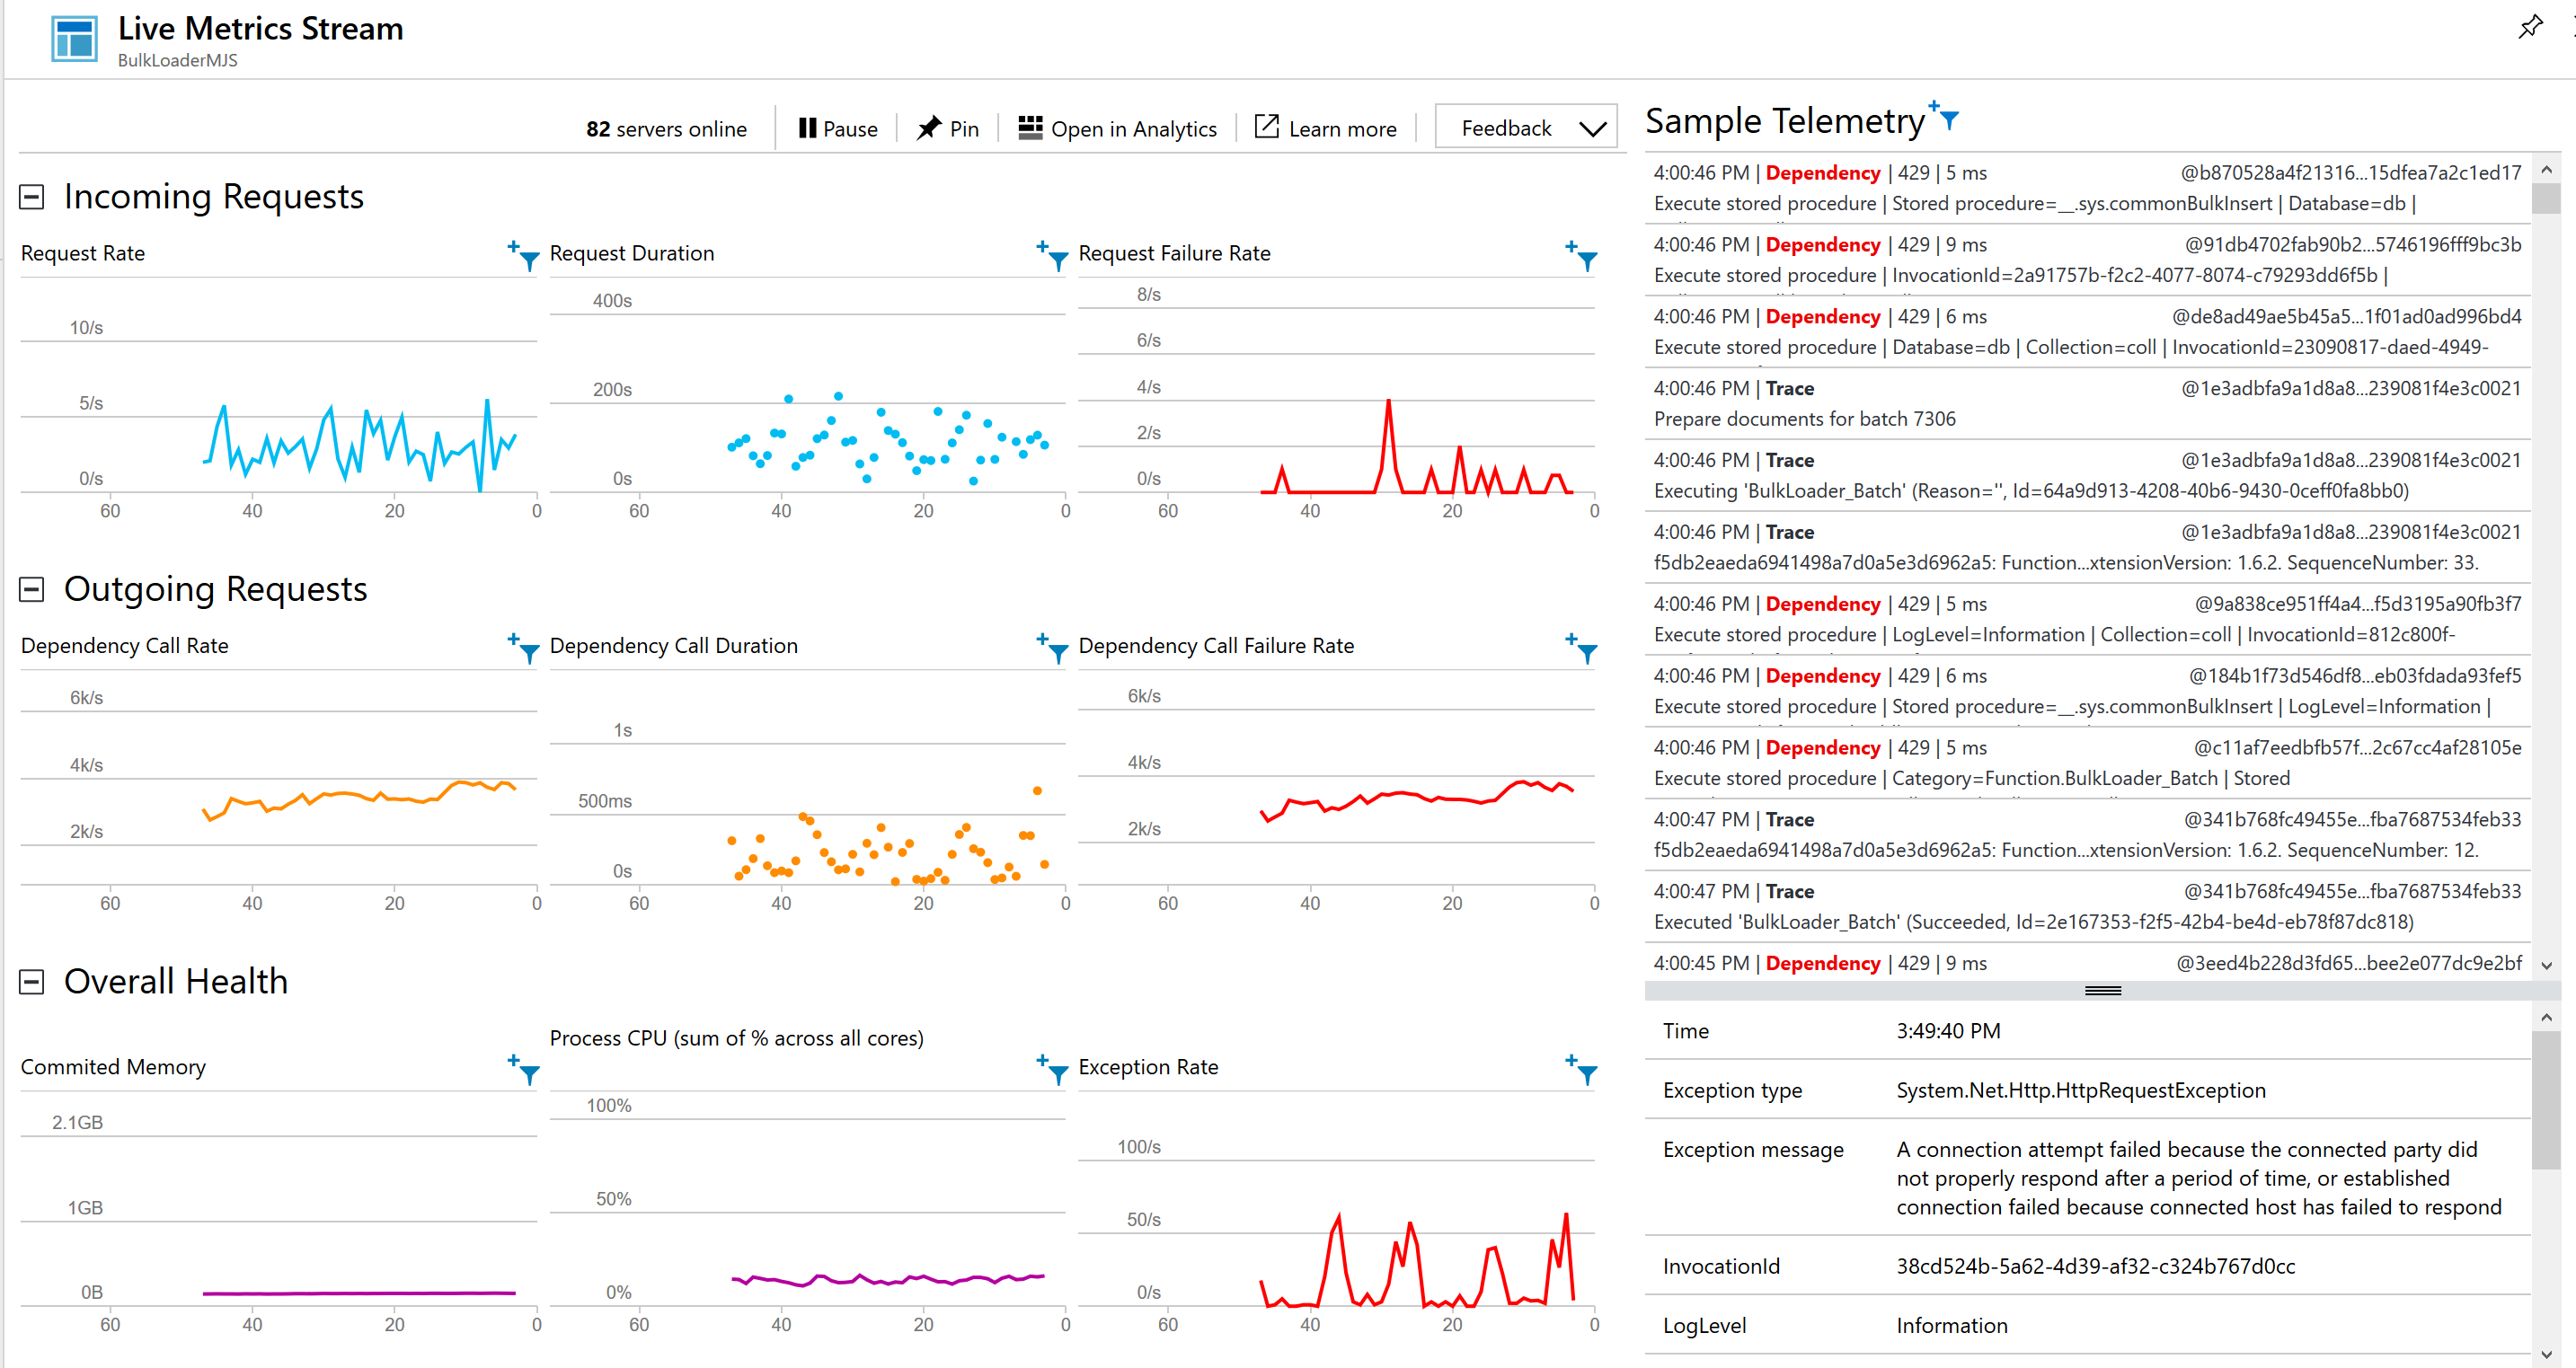 Live Metrics Stream
BulkLoaderMJS
82 servers online
Pause
Pin
Open in Analytics
Learn more
Feedback
Incoming Requests
Request Rate
10/s
5/s
0/s
60 40 20 0
Request Duration
400s
200s
0s
60 40 20 0
Request Failure Rate
8/s
6/s
4/s
2/s
0/s
60 40 20 0
Outgoing Requests
Dependency Call Rate
6k/s
4k/s
2k/s
60 40 20 0
Dependency Call Duration
1s
500ms
0s
60 40 20 0
Dependency Call Failure Rate
6k/s
4k/s
2k/s
60 40 20 0
Overall Health
Commited Memory
2.1GB
1GB
0B
60 40 20 0
Process CPU (sum of % across all cores)
100%
50%
0%
60 40 20 0
Exception Rate
100/s
50/s
0/s
60 40 20 0
Sample Telemetry
4:00:46 PM | Dependency | 429 | 5 ms @b870528a4f21316...15dfea7a2c1ed17
Execute stored procedure | Stored procedure=__.sys.commonBulkInsert | Database=db |
4:00:46 PM | Dependency | 429 | 9 ms @91db4702fab90b2...5746196fff9bc3b
Execute stored procedure | InvocationId=2a91757b-f2c2-4077-8074-c79293dd6f5b |
4:00:46 PM | Dependency | 429 | 6 ms @de8ad49ae5b45a5...1f01ad0ad996bd4
Execute stored procedure | Database=db | Collection=coll | InvocationId=23090817-daed-4949-
4:00:46 PM | Trace @1e3adbfa9a1d8a8...239081f4e3c0021
Prepare documents for batch 7306
4:00:46 PM | Trace @1e3adbfa9a1d8a8...239081f4e3c0021
Executing 'BulkLoader_Batch' (Reason='', Id=64a9d913-4208-40b6-9430-0ceff0fa8bb0)
4:00:46 PM | Trace @1e3adbfa9a1d8a8...239081f4e3c0021
f5db2eaeda6941498a7d0a5e3d6962a5: Function...xtensionVersion: 1.6.2. SequenceNumber: 33.
4:00:46 PM | Dependency | 429 | 5 ms @9a838ce951ff4a4...f5d3195a90fb3f7
Execute stored procedure | LogLevel=Information | Collection=coll | InvocationId=812c800f-
4:00:46 PM | Dependency | 429 | 6 ms @184b1f73d546df8...eb03fdada93fef5
Execute stored procedure | Stored procedure=__.sys.commonBulkInsert | LogLevel=Information |
4:00:46 PM | Dependency | 429 | 5 ms @c11af7eedbfb57f...2c67cc4af28105e
Execute stored procedure | Category=Function.BulkLoader_Batch | Stored
4:00:47 PM | Trace @341b768fc49455e...fba7687534feb33
f5db2eaeda6941498a7d0a5e3d6962a5: Function...xtensionVersion: 1.6.2. SequenceNumber: 12.
4:00:47 PM | Trace @341b768fc49455e...fba7687534feb33
Executed 'BulkLoader_Batch' (Succeeded, Id=2e167353-f2f5-42b4-be4d-eb78f87dc818)
4:00:45 PM | Dependency | 429 | 9 ms @3eed4b228d3fd65...bee2e077dc9e2bf
Time 3:49:40 PM
Exception type System.Net.Http.HttpRequestException
Exception message A connection attempt failed because the connected party did
not properly respond after a period of time, or established
connection failed because connected host has failed to respond
InvocationId 38cd524b-5a62-4d39-af32-c324b767d0cc
LogLevel Information